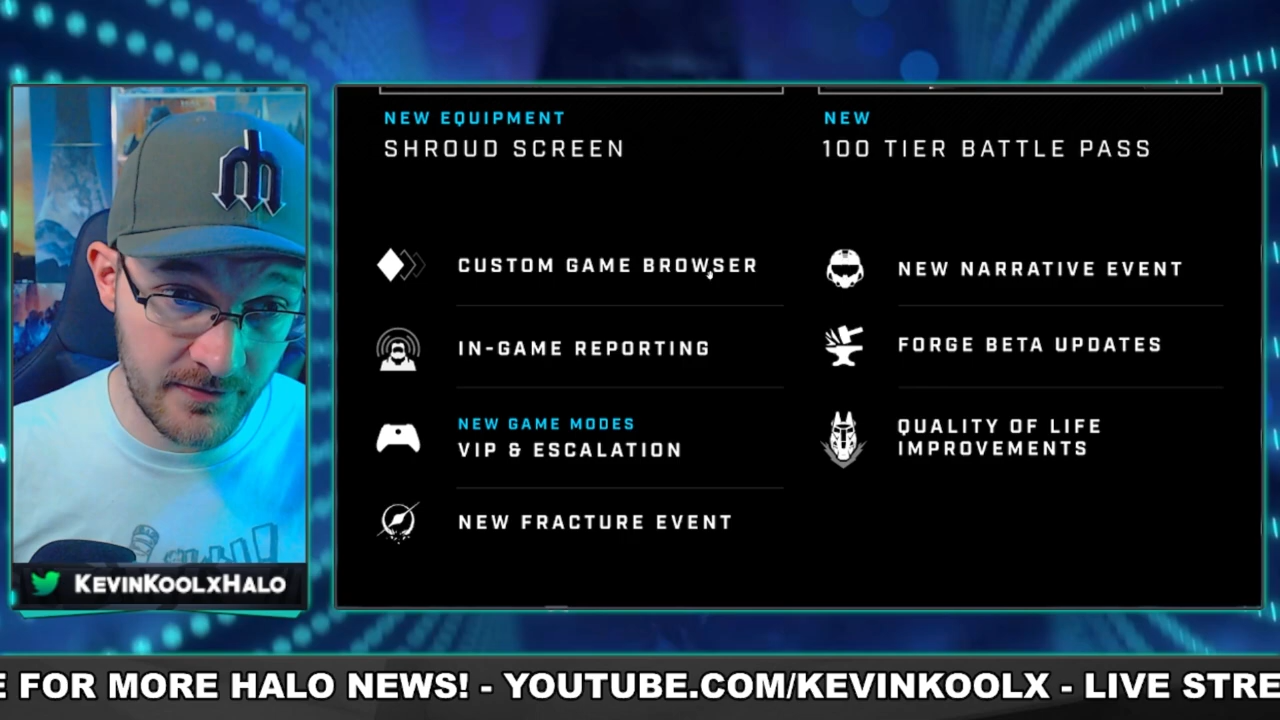 NEW EQUIPMENT
SHROUD SCREEN
NEW
100 TIER BATTLE PASS
CUSTOM GAME BROWSER
IN-GAME REPORTING
NEW GAME MODES
VIP & ESCALATION
NEW FRACTURE EVENT
NEW NARRATIVE EVENT
FORGE BETA UPDATES
QUALITY OF LIFE
IMPROVEMENTS
KEVINKOOLXHALO
E FOR MORE HALO NEWS! - YOUTUBE.COM/KEVINKOOLX - LIVE STRE